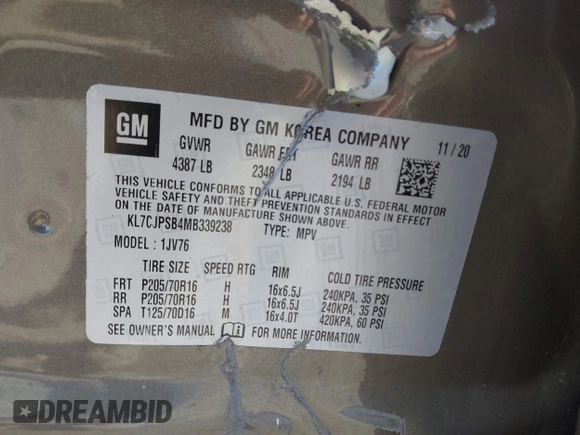 GM
MFD BY GM KOREA COMPANY 11/20
GVWR GAWR FRT GAWR RR
4387 LB 2348 LB 2194 LB
THIS VEHICLE CONFORMS TO ALL APPLICABLE U.S. FEDERAL MOTOR
VEHICLE SAFETY AND THEFT PREVENTION STANDARDS IN EFFECT
ON THE DATE OF MANUFACTURE SHOWN ABOVE.
KL7CJPSB4MB339238 TYPE: MPV
MODEL : 1JV76
TIRE SIZE SPEED RTG RIM COLD TIRE PRESSURE
FRT P205/70R16 H 16x6.5J 240KPA, 35 PSI
RR P205/70R16 H 16x6.5J 240KPA, 35 PSI
SPA T125/70D16 M 16x4.0T 420KPA, 60 PSI
SEE OWNER'S MANUAL FOR MORE INFORMATION
DREAMBID